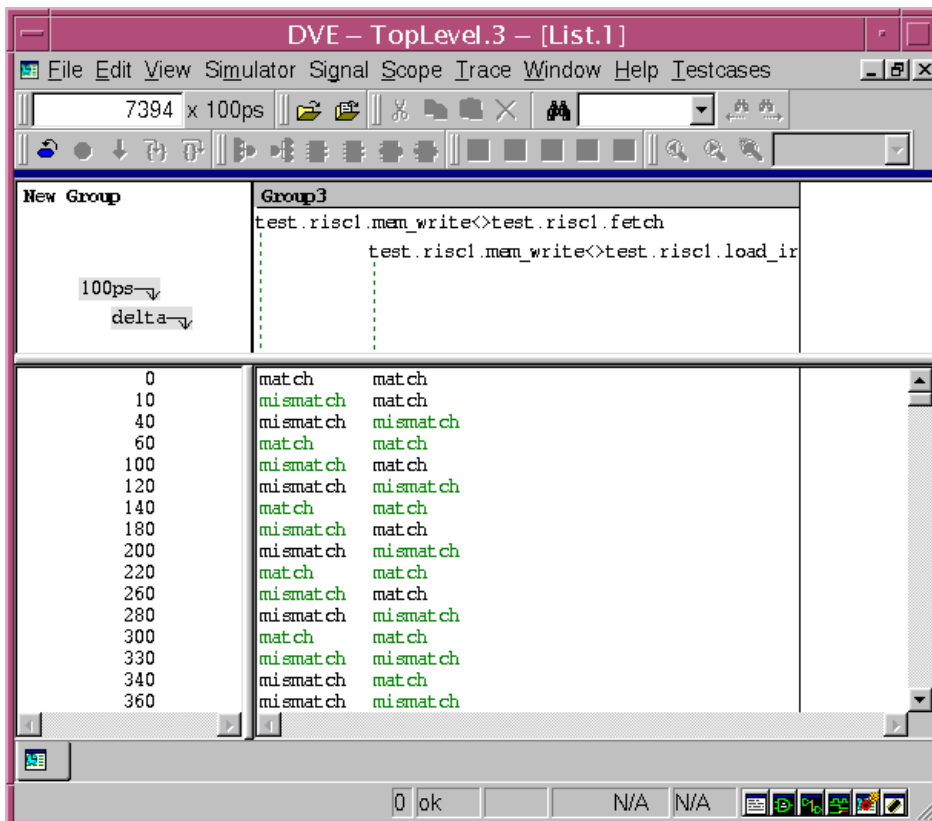 DVE – TopLevel.3 – [List.1]
File Edit View Simulator Signal Scope Trace Window Help Testcases
7394 x 100ps
New Group Group3
test.risc1.mem_write<>test.risc1.fetch
test.risc1.mem_write<>test.risc1.load_ir
100ps
delta
0 match match
10 mismatch match
40 mismatch mismatch
60 match match
100 mismatch match
120 mismatch mismatch
140 match match
180 mismatch match
200 mismatch mismatch
220 match match
260 mismatch match
280 mismatch mismatch
300 match match
330 mismatch mismatch
340 mismatch match
360 mismatch mismatch
0 ok N/A N/A